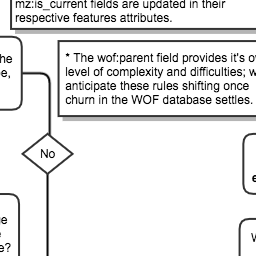 mz:is_current fields are updated in their
respective features attributes.
* The wof:parent field provides it's
level of complexity and difficulties;
anticipate these rules shifting once
churn in the WOF database settles.
No